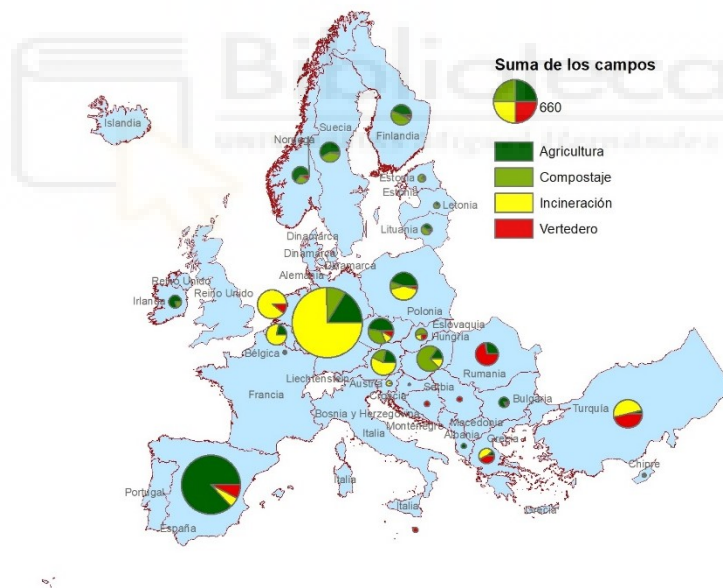 Biblioteca
Suma de los campos
660
Agricultura
Compostaje
Incineración
Vertedero
Islandia
Suecia
Noruega
Finlandia
Estonia
Estonia
Letonia
Lituania
Dinamarca
Dinamarca
Dinamarca
Alemania
Reino Unido
Reino Unido
Irlanda
Polonia
Eslovaquia
Hungría
Bélgica
Rumania
Liechtenstein
Austria
Francia
Croacia
Serbia
Bosnia y Herzegovina
Bulgaria
Turquía
Montenegro
Macedonia
Italia
Albania
Grecia
Chipre
Italia
Portugal
España
Italia
Grecia